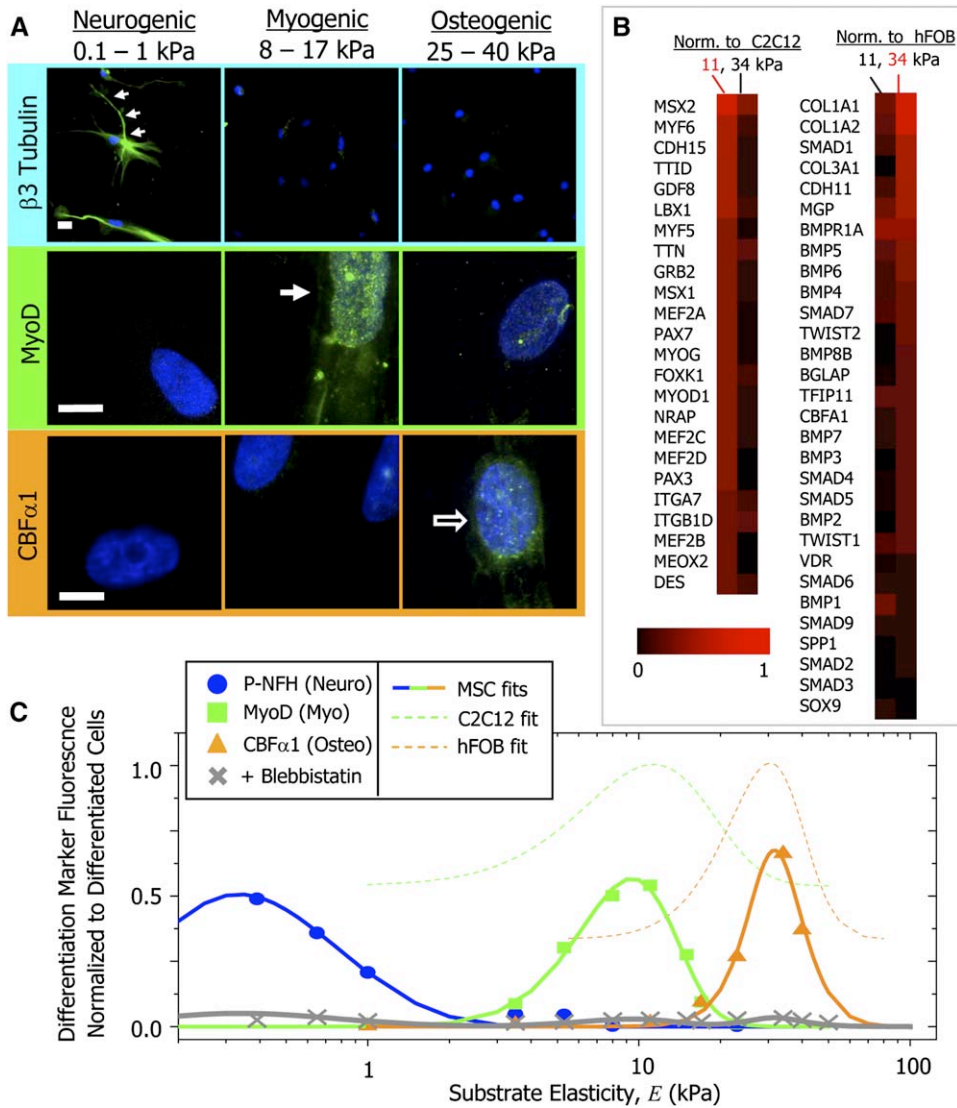 A
Neurogenic
0.1 – 1 kPa
Myogenic
8 – 17 kPa
Osteogenic
25 – 40 kPa
β3 Tubulin
MyoD
CBFα1
B
Norm. to C2C12
11, 34 kPa
MSX2
MYF6
CDH15
TTID
GDF8
LBX1
MYF5
TTN
GRB2
MSX1
MEF2A
PAX7
MYOG
FOXK1
MYOD1
NRAP
MEF2C
MEF2D
PAX3
ITGA7
ITGB1D
MEF2B
MEOX2
DES
0 1
Norm. to hFOB
11, 34 kPa
COL1A1
COL1A2
SMAD1
COL3A1
CDH11
MGP
BMPR1A
BMP5
BMP6
BMP4
SMAD7
TWIST2
BMP8B
BGLAP
TFIP11
CBFA1
BMP7
BMP3
SMAD4
SMAD5
BMP2
TWIST1
VDR
SMAD6
BMP1
SMAD9
SPP1
SMAD2
SMAD3
SOX9
C
P-NFH (Neuro)
MyoD (Myo)
CBFα1 (Osteo)
+ Blebbistatin
MSC fits
C2C12 fit
hFOB fit
Differentiation Marker Fluorescnce
Normalized to Differentiated Cells
1.0
0.5
0.0
1 10 100
Substrate Elasticity, E (kPa)